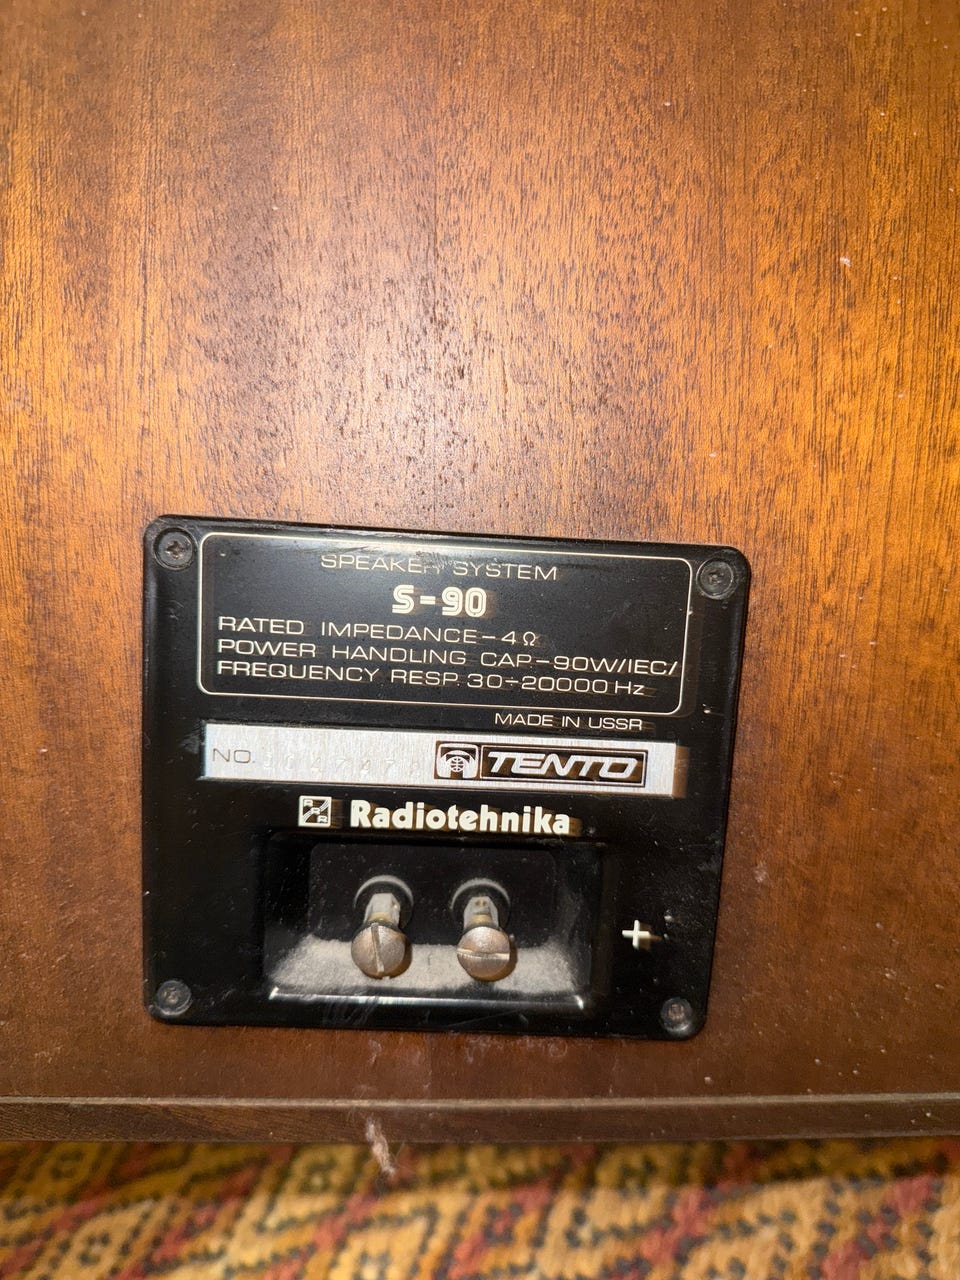 SPEAKER SYSTEM
S-90
RATED IMPEDANCE-4Ω
POWER HANDLING CAP.-90W/IEC/
FREQUENCY RESP. 30÷20000 Hz
MADE IN USSR
NO. TENTO
RRR Radiotehnika
+